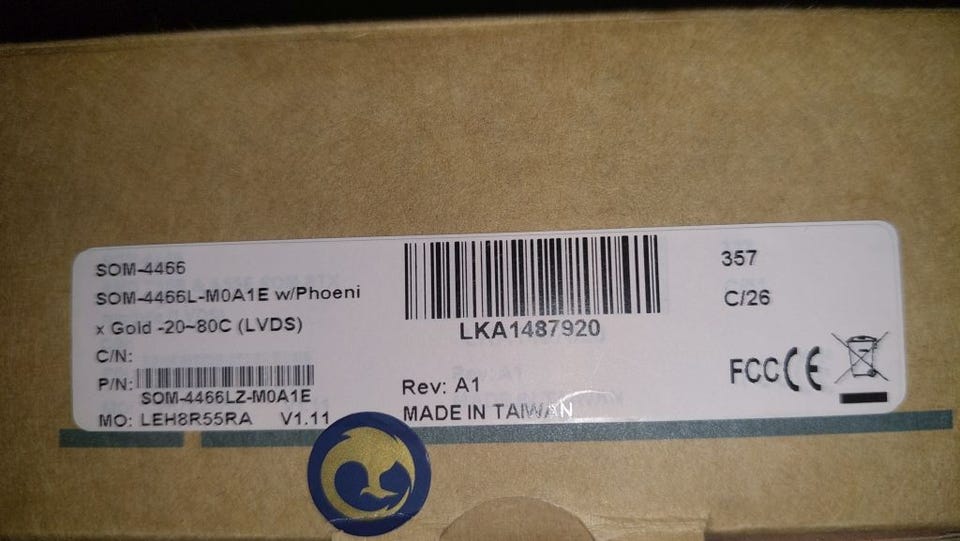 SOM-4466
SOM-4466L-M0A1E w/Phoeni
x Gold -20~80C (LVDS)
C/N:
P/N:
SOM-4466LZ-M0A1E
MO: LEH8R55RA V1.11
LKA1487920
Rev: A1
MADE IN TAIWAN
357
C/26
FCC CE